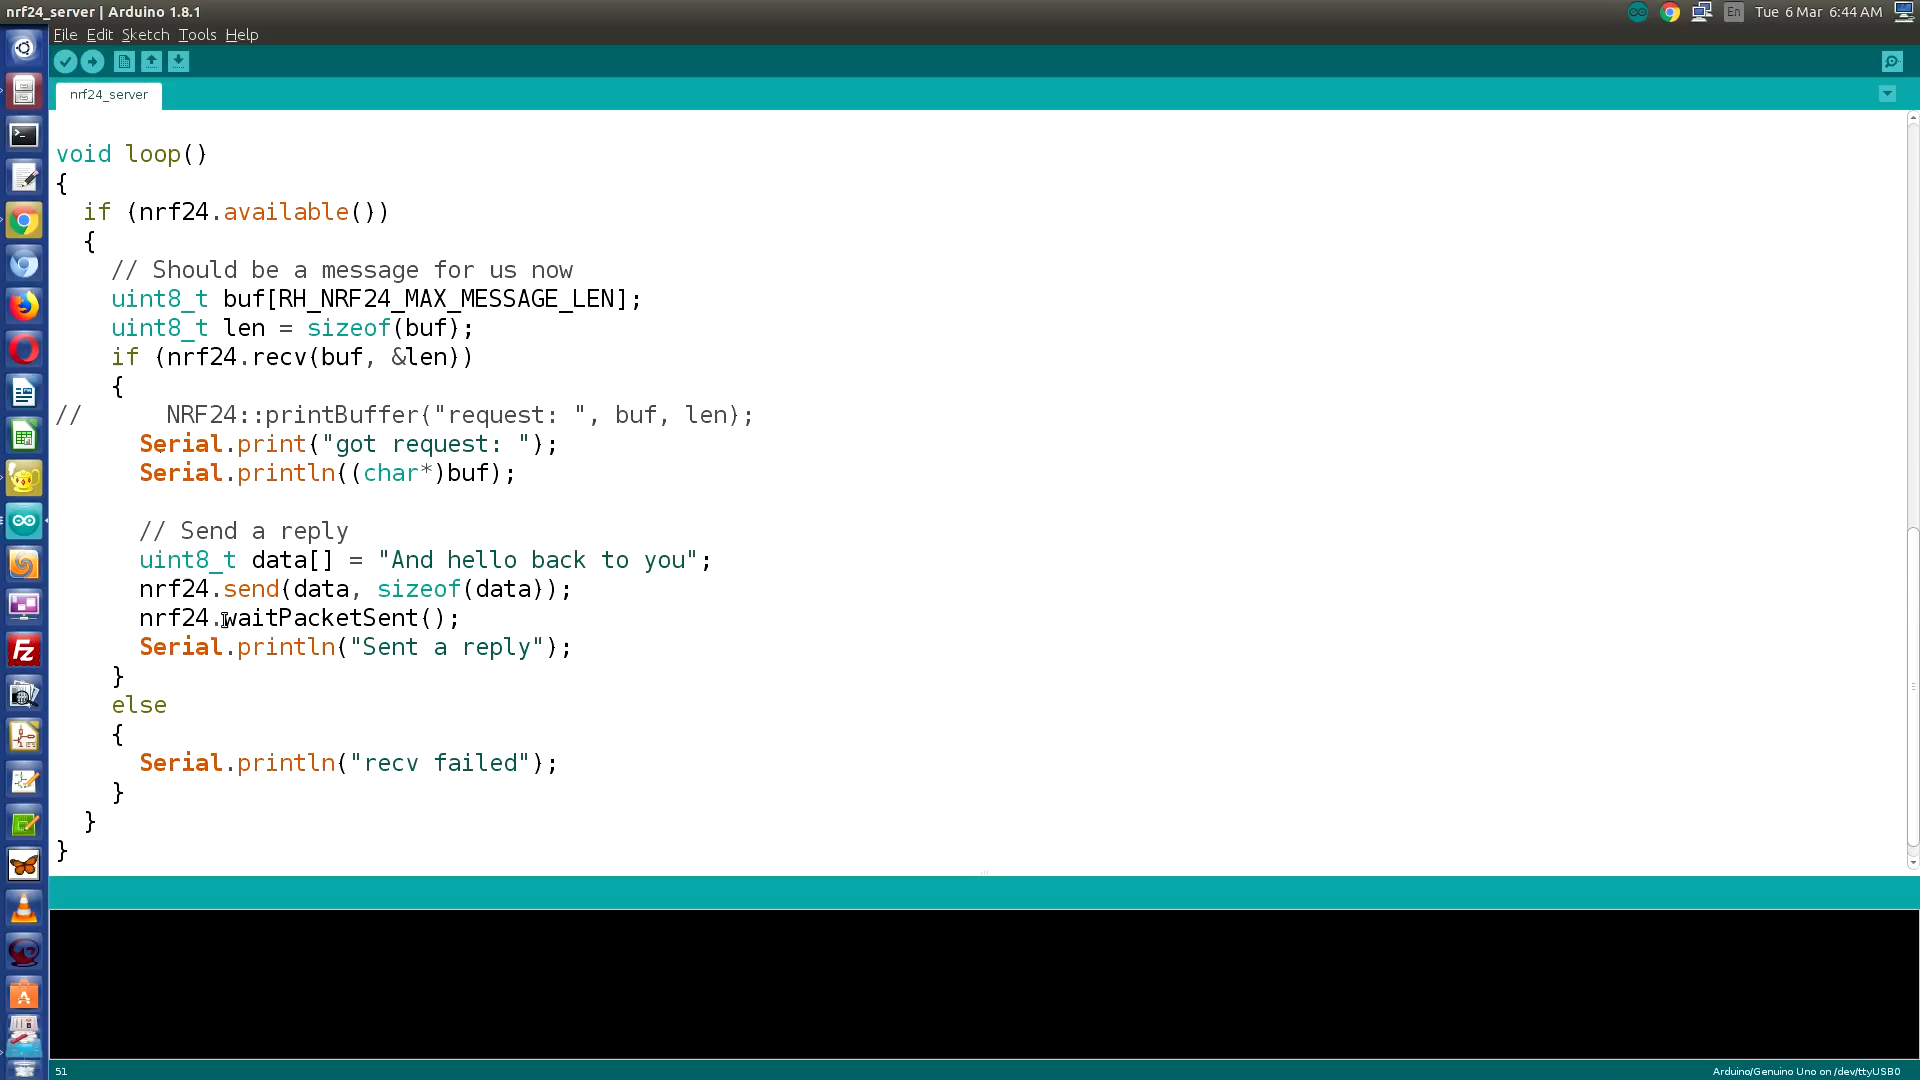 nrf24_server | Arduino 1.8.1
En
Tue 6 Mar 6:44 AM
File Edit Sketch Tools Help
nrf24_server
void loop()
{
  if (nrf24.available())
  {
    // Should be a message for us now
    uint8_t buf[RH_NRF24_MAX_MESSAGE_LEN];
    uint8_t len = sizeof(buf);
    if (nrf24.recv(buf, &len))
    {
//      NRF24::printBuffer("request: ", buf, len);
      Serial.print("got request: ");
      Serial.println((char*)buf);
      // Send a reply
      uint8_t data[] = "And hello back to you";
      nrf24.send(data, sizeof(data));
      nrf24.waitPacketSent();
      Serial.println("Sent a reply");
    }
    else
    {
      Serial.println("recv failed");
    }
  }
}
Fz
51
Arduino/Genuino Uno on /dev/ttyUSB0